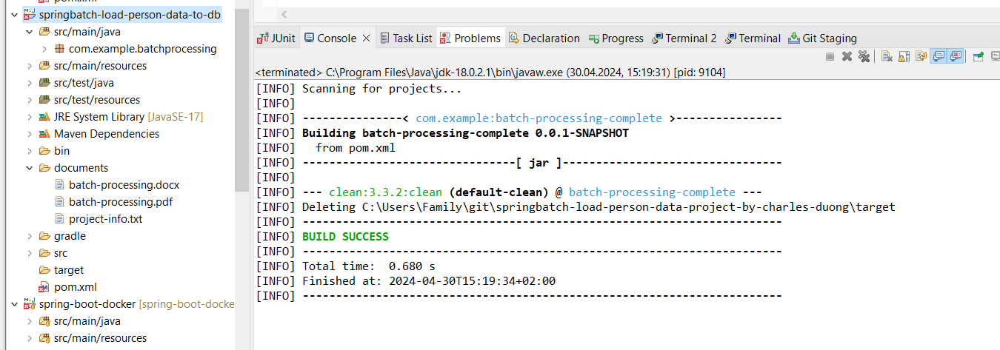 pom.xml
springbatch-load-person-data-to-db
src/main/java
com.example.batchprocessing
src/main/resources
src/test/java
src/test/resources
JRE System Library [JavaSE-17]
Maven Dependencies
bin
documents
batch-processing.docx
batch-processing.pdf
project-info.txt
gradle
src
target
pom.xml
spring-boot-docker [spring-boot-docke
src/main/java
src/main/resources
JUnit Console Task List Problems Declaration Progress Terminal 2 Terminal Git Staging
<terminated> C:\Program Files\Java\jdk-18.0.2.1\bin\javaw.exe (30.04.2024, 15:19:31) [pid: 9104]
[INFO] Scanning for projects...
[INFO]
[INFO] ---------------< com.example:batch-processing-complete >----------------
[INFO] Building batch-processing-complete 0.0.1-SNAPSHOT
[INFO]   from pom.xml
[INFO] --------------------------------[ jar ]---------------------------------
[INFO]
[INFO] --- clean:3.3.2:clean (default-clean) @ batch-processing-complete ---
[INFO] Deleting C:\Users\Family\git\springbatch-load-person-data-project-by-charles-duong\target
[INFO] ------------------------------------------------------------------------
[INFO] BUILD SUCCESS
[INFO] ------------------------------------------------------------------------
[INFO] Total time:  0.680 s
[INFO] Finished at: 2024-04-30T15:19:34+02:00
[INFO] ------------------------------------------------------------------------